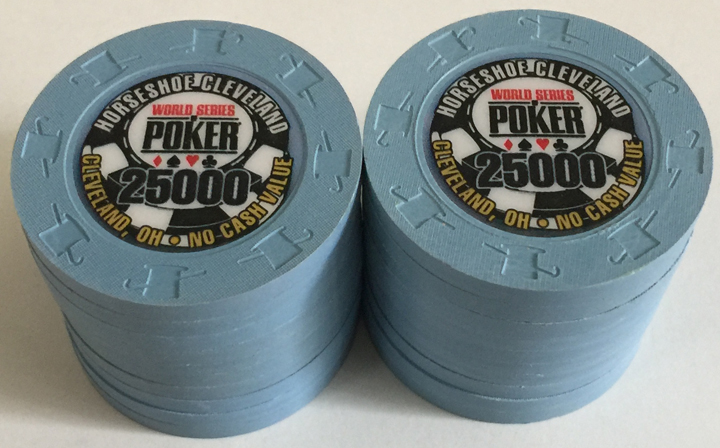 HORSESHOE CLEVELAND
WORLD SERIES
POKER
25000
CLEVELAND, OH • NO CASH VALUE
HORSESHOE CLEVELAND
WORLD SERIES
POKER
25000
CLEVELAND, OH • NO CASH VALUE